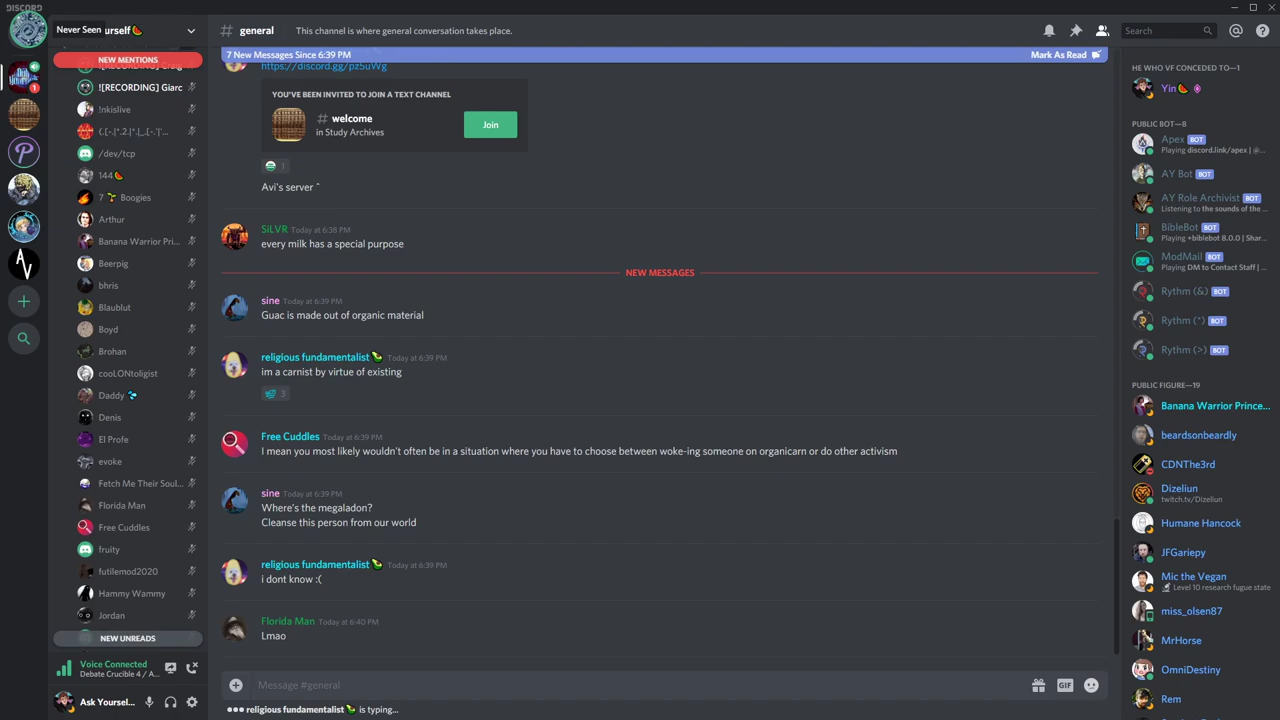 DISCORD
Never Seen
urself🍉
# general
This channel is where general conversation takes place.
Search
7 New Messages Since 6:39 PM
Mark As Read
NEW MENTIONS
1
![RECORDING] Craig
![RECORDING] Giarc
!nkislive
/dev/tcp
144🍉
7 🌱 Boogies
Arthur
Banana Warrior Pri...
Beerpig
bhris
Blaublut
Boyd
Brohan
cooLONtoligist
Daddy
Denis
El Profe
evoke
Fetch Me Their Soul...
Florida Man
Free Cuddles
fruity
futilemod2020
Hammy Wammy
Jordan
NEW UNREADS
Voice Connected
Debate Crucible 4 / A...
Ask Yoursel...
https://discord.gg/pz5uWg
YOU'VE BEEN INVITED TO JOIN A TEXT CHANNEL
# welcome
in Study Archives
Join
1
Avi's server ^
SiLVR Today at 6:38 PM
every milk has a special purpose
NEW MESSAGES
sine Today at 6:39 PM
Guac is made out of organic material
religious fundamentalist Today at 6:39 PM
im a carnist by virtue of existing
3
Free Cuddles Today at 6:39 PM
I mean you most likely wouldn't often be in a situation where you have to choose between woke-ing someone on organicarn or do other activism
sine Today at 6:39 PM
Where's the megaladon?
Cleanse this person from our world
religious fundamentalist Today at 6:39 PM
i dont know :(
Florida Man Today at 6:40 PM
Lmao
Message #general
GIF
religious fundamentalist is typing...
HE WHO VF CONCEDED TO—1
Yin🍉
PUBLIC BOT—8
Apex BOT
Playing discord.link/apex | @...
AY Bot BOT
AY Role Archivist BOT
Listening to the sounds of the ...
BibleBot BOT
Playing +biblebot 8.0.0 | Shar...
ModMail BOT
Playing DM to Contact Staff | ...
Rythm (&) BOT
Rythm (*) BOT
Rythm (>) BOT
PUBLIC FIGURE—19
Banana Warrior Prince...
beardsonbeardly
CDNThe3rd
Dizeliun
twitch.tv/Dizeliun
Humane Hancock
JFGariepy
Mic the Vegan
Level 10 research fugue state
miss_olsen87
MrHorse
OmniDestiny
Rem